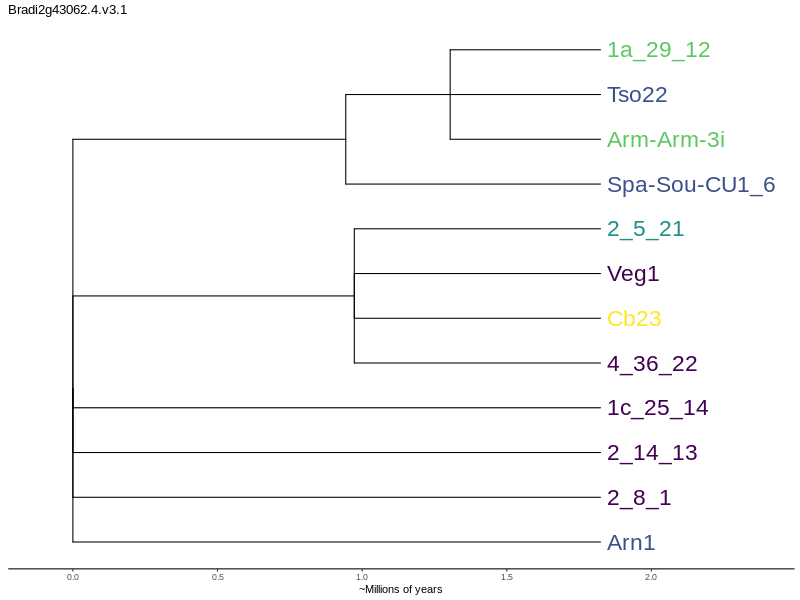 Bradi2g43062.4.v3.1
1a_29_12
Tso22
Arm-Arm-3i
Spa-Sou-CU1_6
2_5_21
Veg1
Cb23
4_36_22
1c_25_14
2_14_13
2_8_1
Arn1
0.0 0.5 1.0 1.5 2.0
~Millions of years